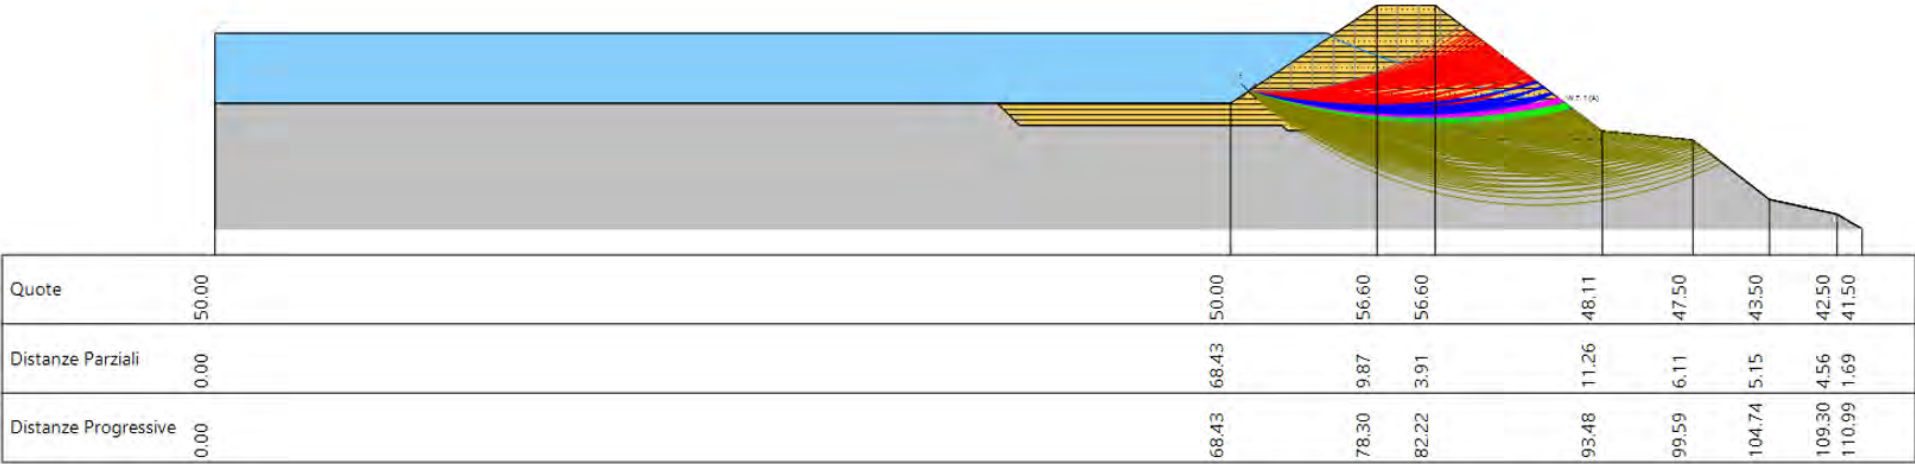 Quote 50.00 50.00 56.60 56.60 48.11 47.50 43.50 42.50 41.50
Distanze Parziali 0.00 68.43 9.87 3.91 11.26 6.11 5.15 4.56 1.69
Distanze Progressive 0.00 68.43 78.30 82.22 93.48 99.59 104.74 109.30 110.99